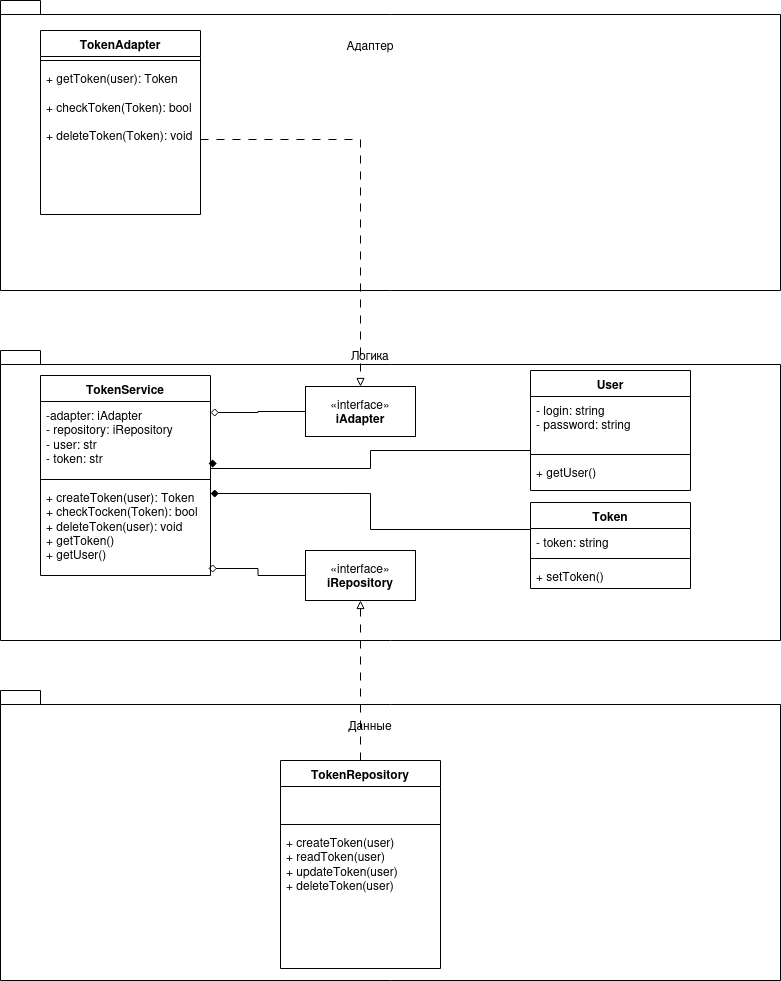 TokenAdapter
Адаптер
+ getToken(user): Token
+ checkToken(Token): bool
+ deleteToken(Token): void
Логика
TokenService
-adapter: iAdapter
- repository: iRepository
- user: str
- token: str
+ createToken(user): Token
+ checkTocken(Token): bool
+ deleteToken(user): void
+ getToken()
+ getUser()
«interface»
iAdapter
User
- login: string
- password: string
+ getUser()
Token
- token: string
+ setToken()
«interface»
iRepository
Данные
TokenRepository
+ createToken(user)
+ readToken(user)
+ updateToken(user)
+ deleteToken(user)